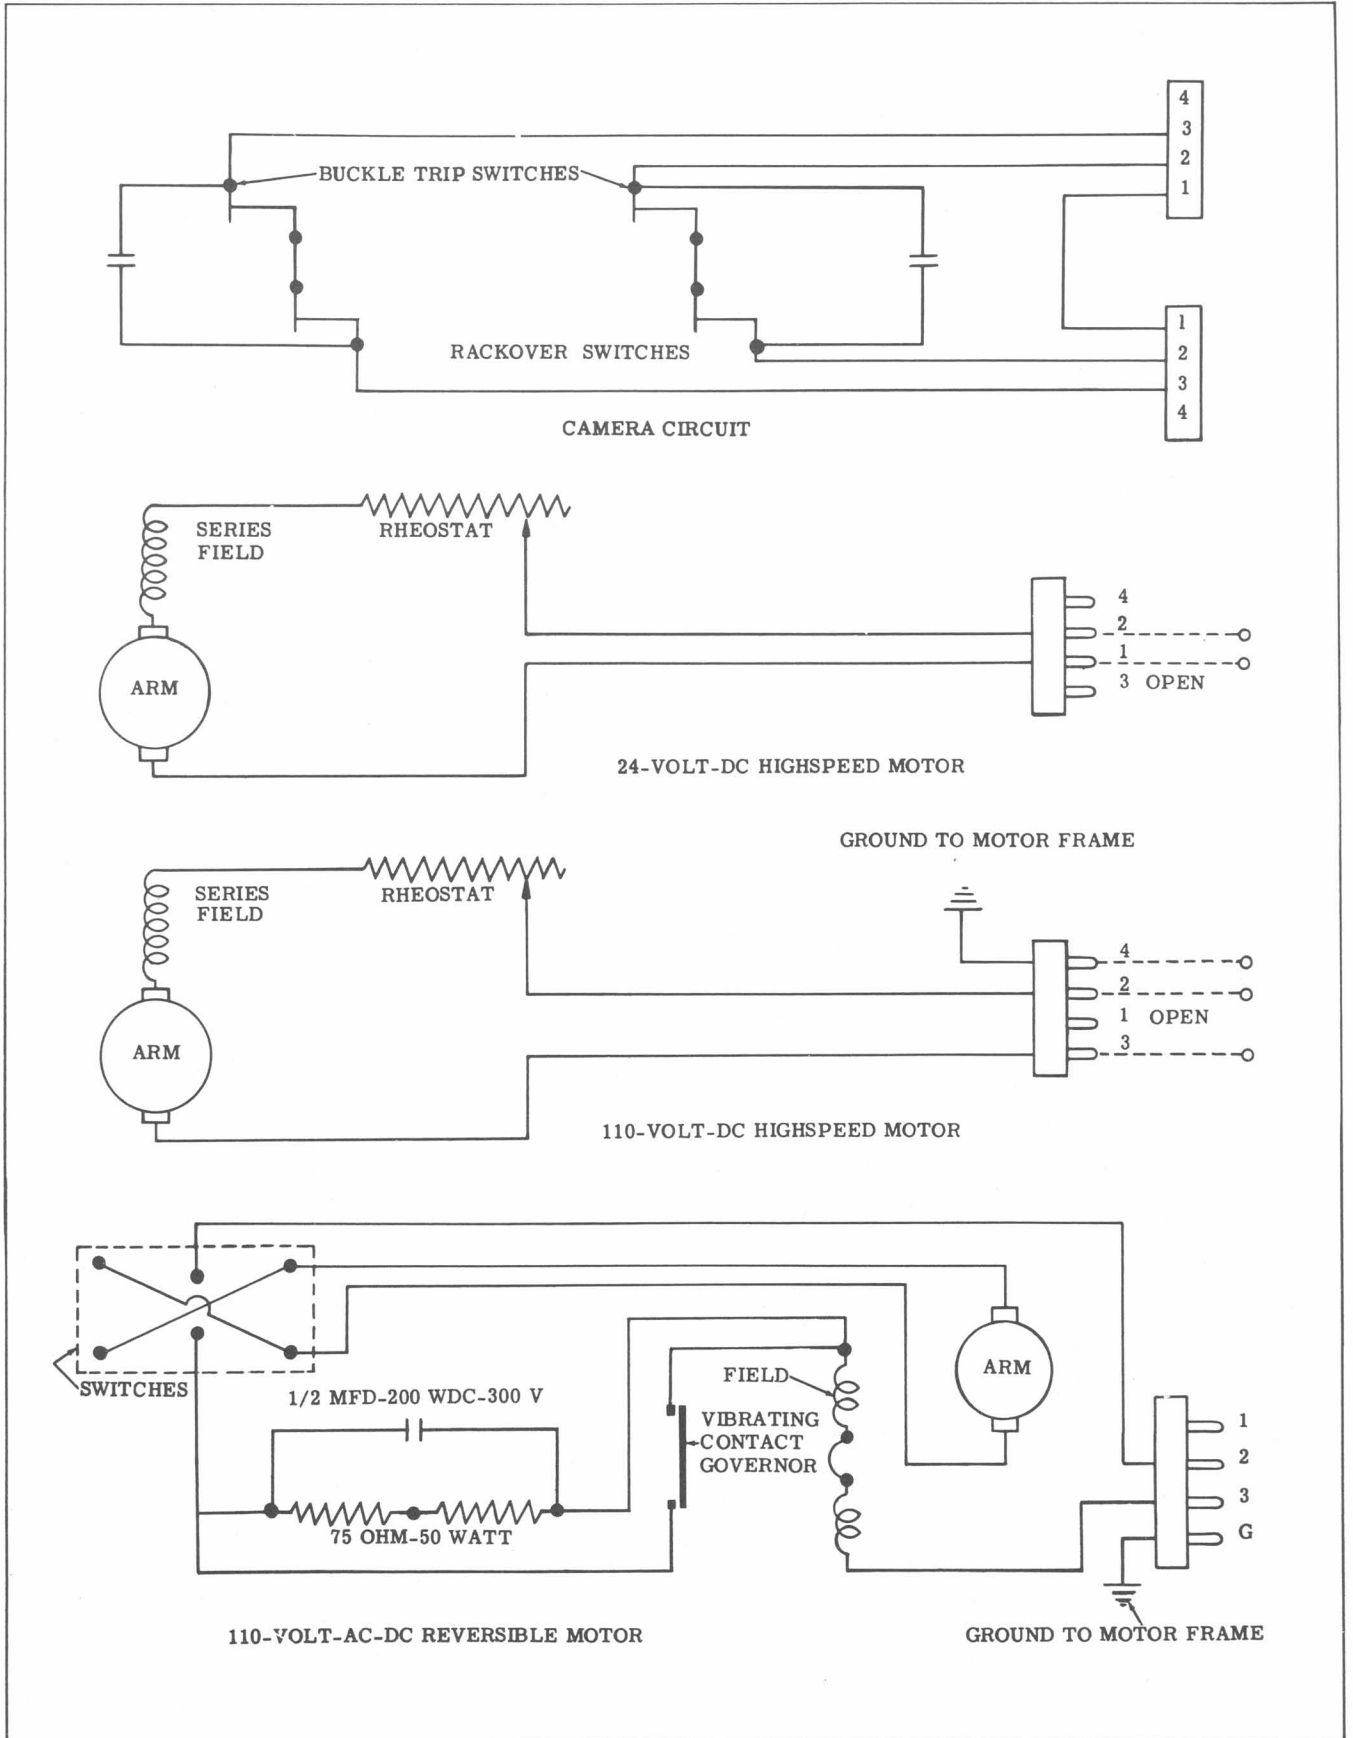 4
3
BUCKLE TRIP SWITCHES
2
1
1
RACKOVER SWITCHES
2
3
4
CAMERA CIRCUIT
SERIES
FIELD
RHEOSTAT
4
2
1
ARM
3 OPEN
24-VOLT-DC HIGHSPEED MOTOR
GROUND TO MOTOR FRAME
SERIES
FIELD
RHEOSTAT
4
2
1 OPEN
3
ARM
110-VOLT-DC HIGHSPEED MOTOR
SWITCHES
1/2 MFD-200 WDC-300 V
FIELD
ARM
VIBRATING
CONTACT
GOVERNOR
1
2
3
G
75 OHM-50 WATT
110-VOLT-AC-DC REVERSIBLE MOTOR
GROUND TO MOTOR FRAME